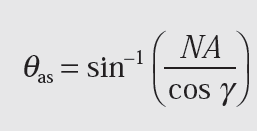 θas = sin⁻¹ (NA / cos γ)